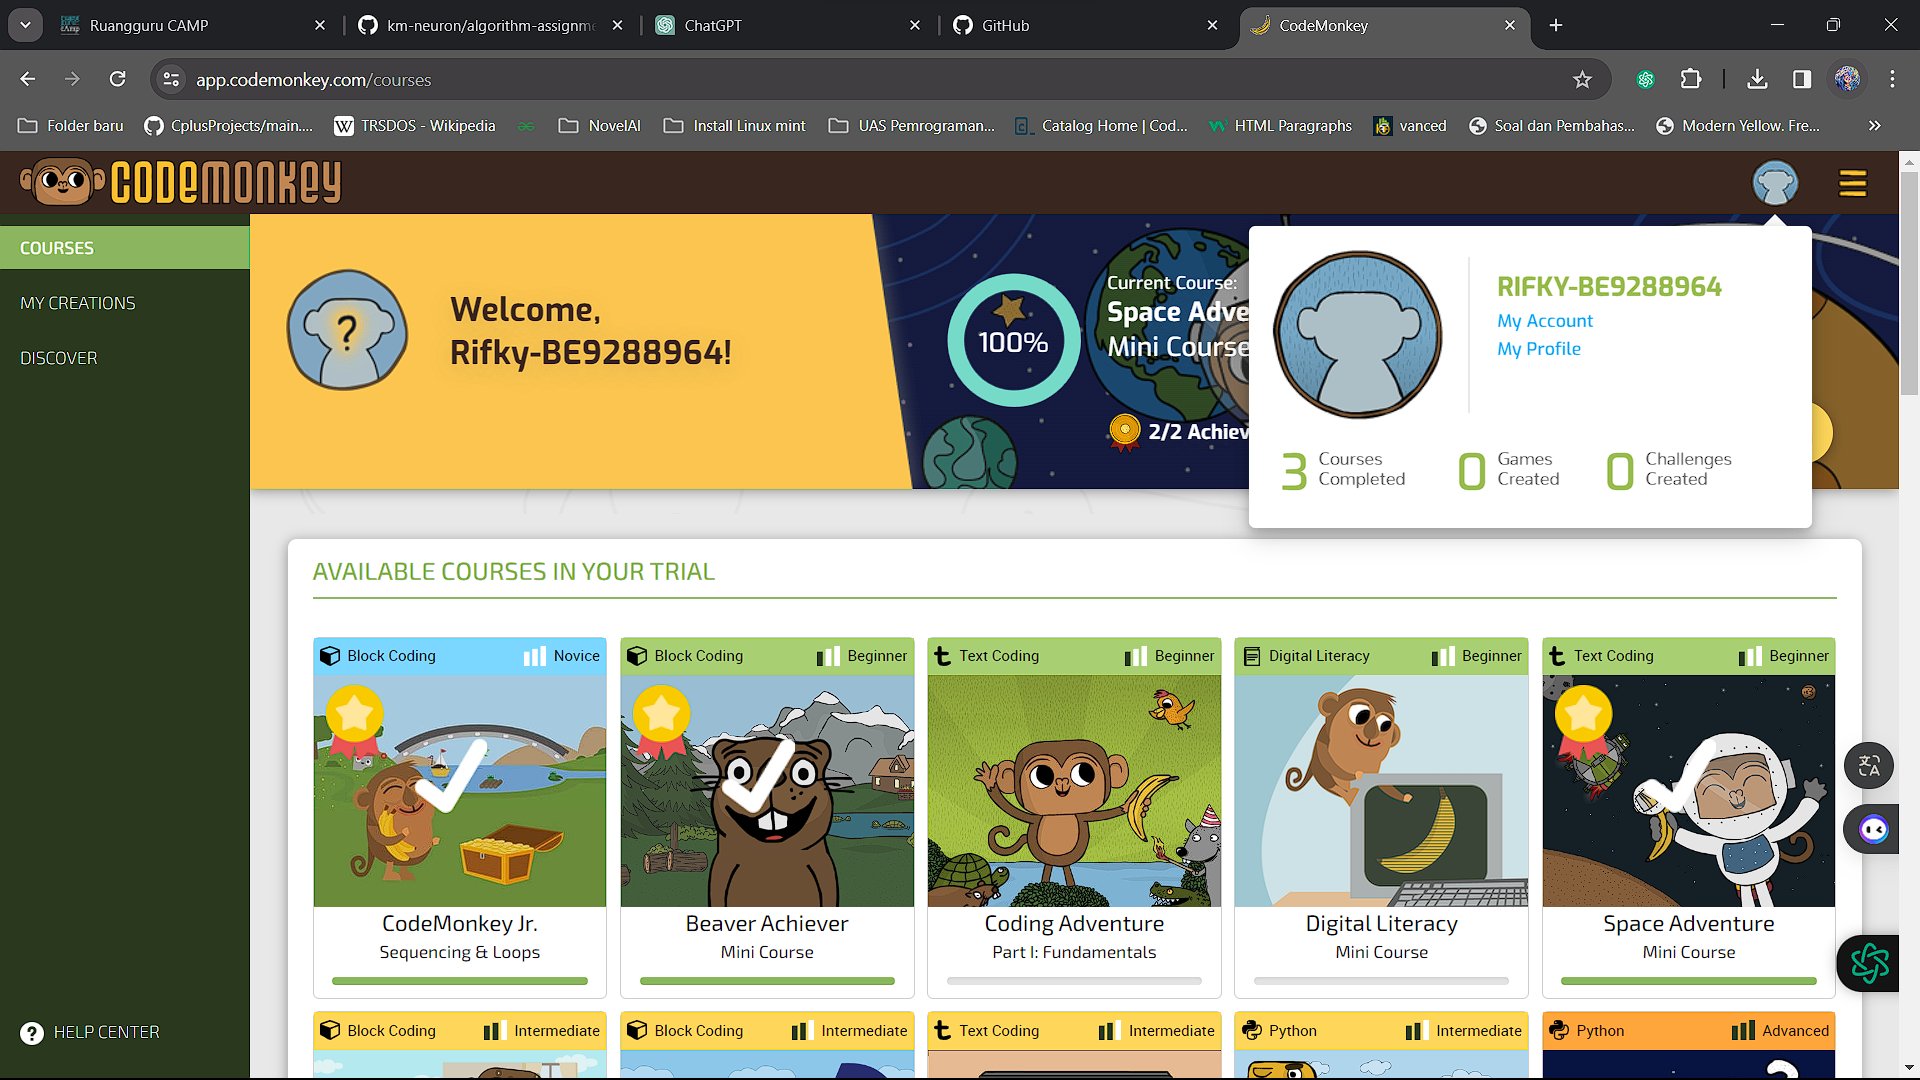 Ruangguru CAMP
km-neuron/algorithm-assignme
ChatGPT
GitHub
CodeMonkey
app.codemonkey.com/courses
Folder baru
CplusProjects/main....
TRSDOS - Wikipedia
NovelAI
Install Linux mint
UAS Pemrograman...
Catalog Home | Cod...
HTML Paragraphs
vanced
Soal dan Pembahas...
Modern Yellow. Fre...
CODEMONKEY
COURSES
MY CREATIONS
DISCOVER
HELP CENTER
?
Welcome,
Rifky-BE9288964!
100%
Current Course:
Space Adve
Mini Course
2/2 Achiev
RIFKY-BE9288964
My Account
My Profile
3 Courses Completed
0 Games Created
0 Challenges Created
AVAILABLE COURSES IN YOUR TRIAL
Block Coding Novice
CodeMonkey Jr.
Sequencing & Loops
Block Coding Beginner
Beaver Achiever
Mini Course
Text Coding Beginner
Coding Adventure
Part I: Fundamentals
Digital Literacy Beginner
Digital Literacy
Mini Course
Text Coding Beginner
Space Adventure
Mini Course
Block Coding Intermediate
Block Coding Intermediate
Text Coding Intermediate
Python Intermediate
Python Advanced